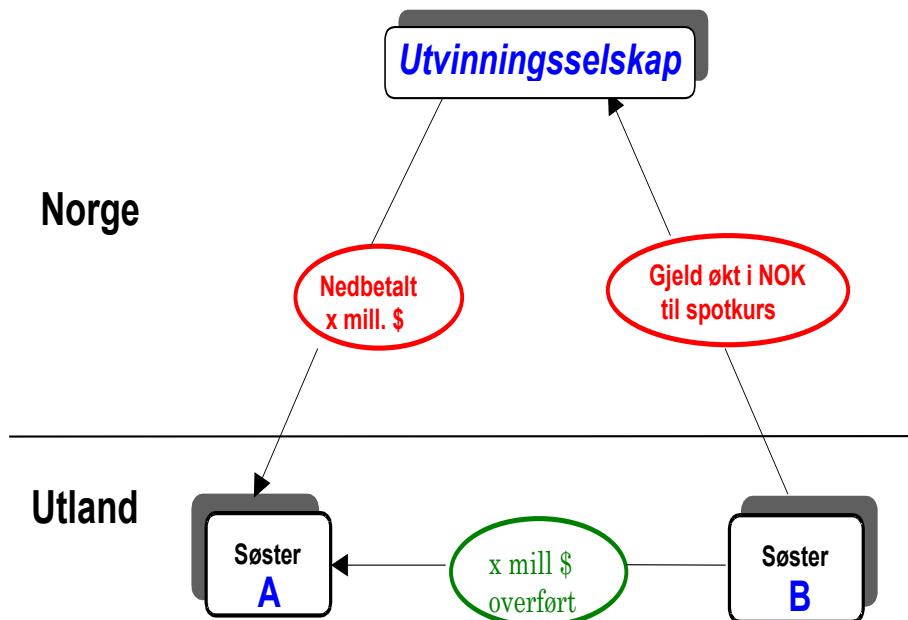 Utvinningsselskap
Norge
Nedbetalt
x mill. $
Gjeld økt i NOK
til spotkurs
Utland
Søster
A
x mill $
overført
Søster
B